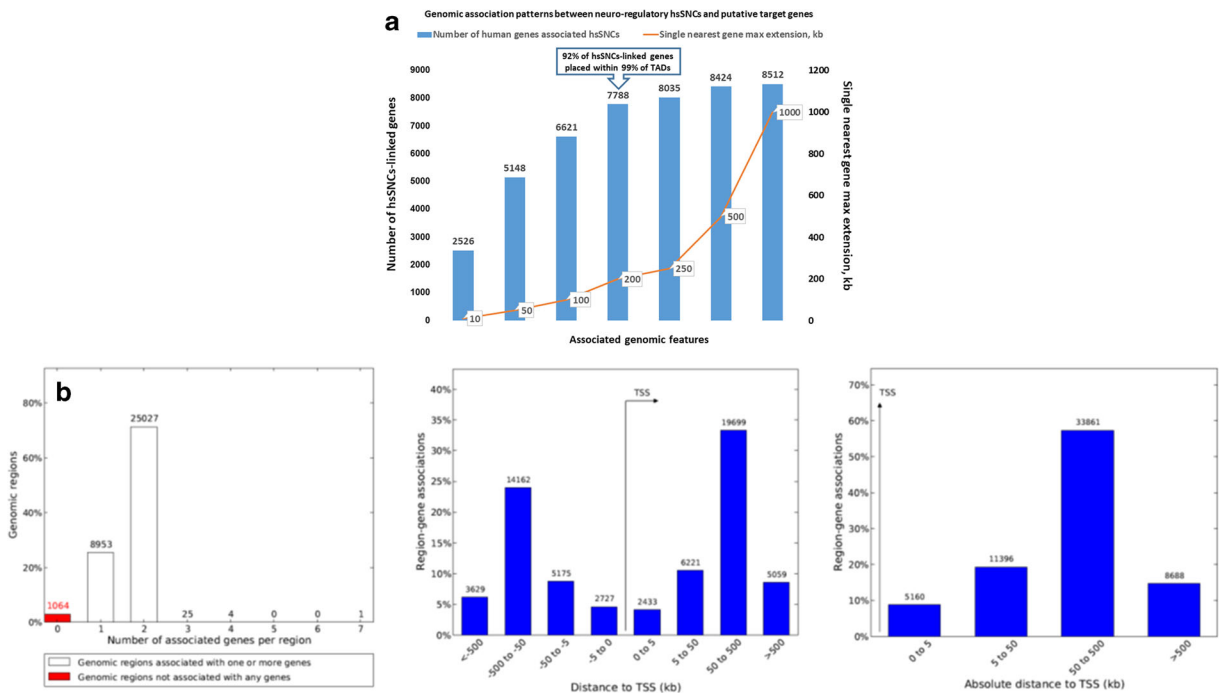 a
Genomic association patterns between neuro-regulatory hsSNCs and putative target genes
Number of human genes associated hsSNCs
Single nearest gene max extension, kb
92% of hsSNCs-linked genes
placed within 99% of TADs
Number of hsSNCs-linked genes
9000
8000
7000
6000
5000
4000
3000
2000
1000
0
2526
5148
6621
7788
8035
8424
8512
10
50
100
200
250
500
1000
1200
1000
800
600
400
200
0
Single nearest gene max extension, kb
Associated genomic features
b
Genomic regions
80%
60%
40%
20%
0%
1064
8953
25027
25
4
0
0
1
0
1
2
3
4
5
6
7
Number of associated genes per region
Genomic regions associated with one or more genes
Genomic regions not associated with any genes
Region-gene associations
40%
35%
30%
25%
20%
15%
10%
5%
0%
TSS
3629
14162
5175
2727
2433
6221
19699
5059
<-500
-500 to -50
-50 to -5
-5 to 0
0 to 5
5 to 50
50 to 500
>500
Distance to TSS (kb)
Region-gene associations
70%
60%
50%
40%
30%
20%
10%
0%
TSS
5160
11396
33861
8688
0 to 5
5 to 50
50 to 500
>500
Absolute distance to TSS (kb)